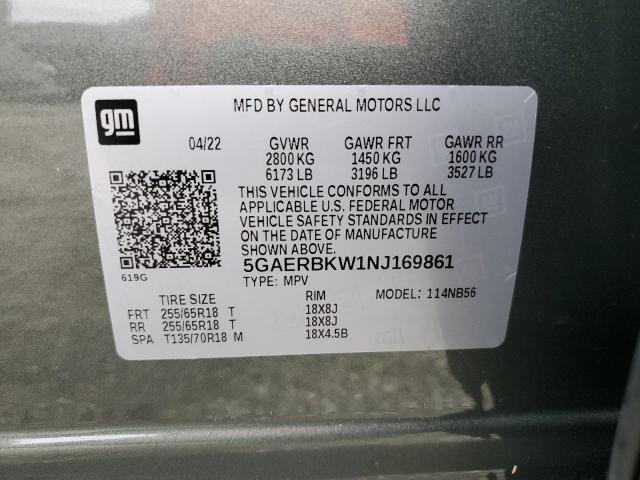 gm
MFD BY GENERAL MOTORS LLC
04/22 GVWR GAWR FRT GAWR RR
2800 KG 1450 KG 1600 KG
6173 LB 3196 LB 3527 LB
THIS VEHICLE CONFORMS TO ALL
APPLICABLE U.S. FEDERAL MOTOR
VEHICLE SAFETY STANDARDS IN EFFECT
ON THE DATE OF MANUFACTURE
SHOWN ABOVE.
619G
5GAERBKW1NJ169861
TYPE: MPV MODEL: 114NB56
TIRE SIZE RIM
FRT 255/65R18 T 18X8J
RR 255/65R18 T 18X8J
SPA T135/70R18 M 18X4.5B